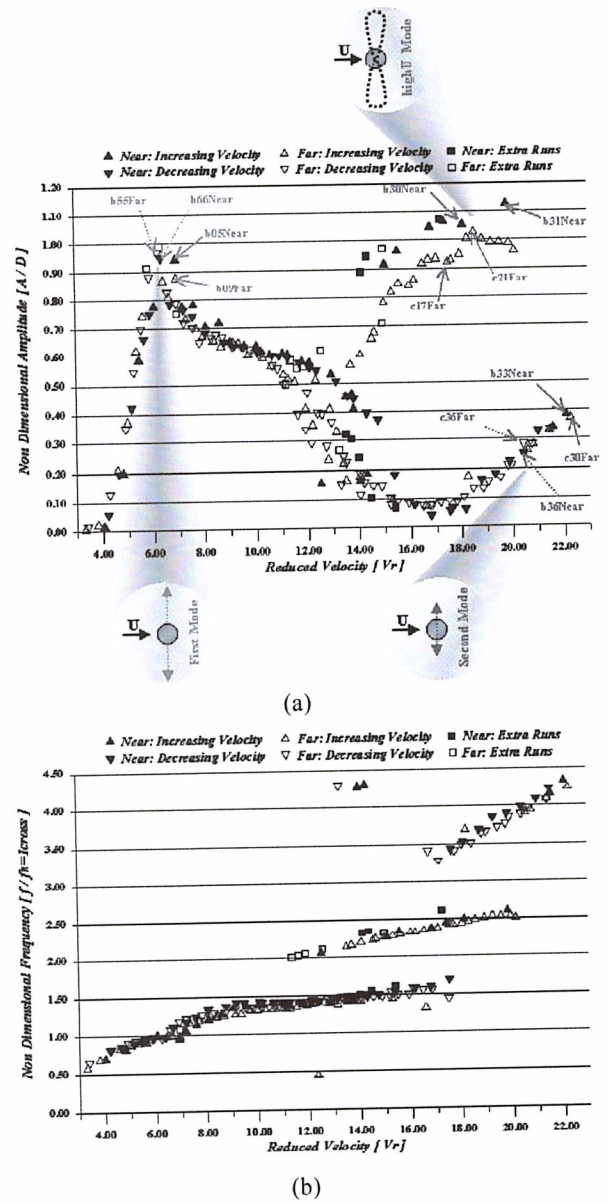 U
highU Mode
▲ Near: Increasing Velocity △ Far: Increasing Velocity ■ Near: Extra Runs
▼ Near: Decreasing Velocity ▽ Far: Decreasing Velocity □ Far: Extra Runs
Non Dimensional Amplitude [A / D]
1.20
1.10
1.00
0.90
0.80
0.70
0.60
0.50
0.40
0.30
0.20
0.10
0.00
b55Far
b66Near
b05Near
b09Far
b30Near
b31Near
c21Far
c17Far
b33Near
c36Far
c30Far
b36Near
4.00 6.00 8.00 10.00 12.00 14.00 16.00 18.00 20.00 22.00
Reduced Velocity [ Vr ]
U
First Mode
U
Second Mode
(a)
▲ Near: Increasing Velocity △ Far: Increasing Velocity ■ Near: Extra Runs
▼ Near: Decreasing Velocity ▽ Far: Decreasing Velocity □ Far: Extra Runs
Non Dimensional Frequency [ f / fn=1cross ]
4.50
4.00
3.50
3.00
2.50
2.00
1.50
1.00
0.50
0.00
4.00 6.00 8.00 10.00 12.00 14.00 16.00 18.00 20.00 22.00
Reduced Velocity [ Vr ]
(b)